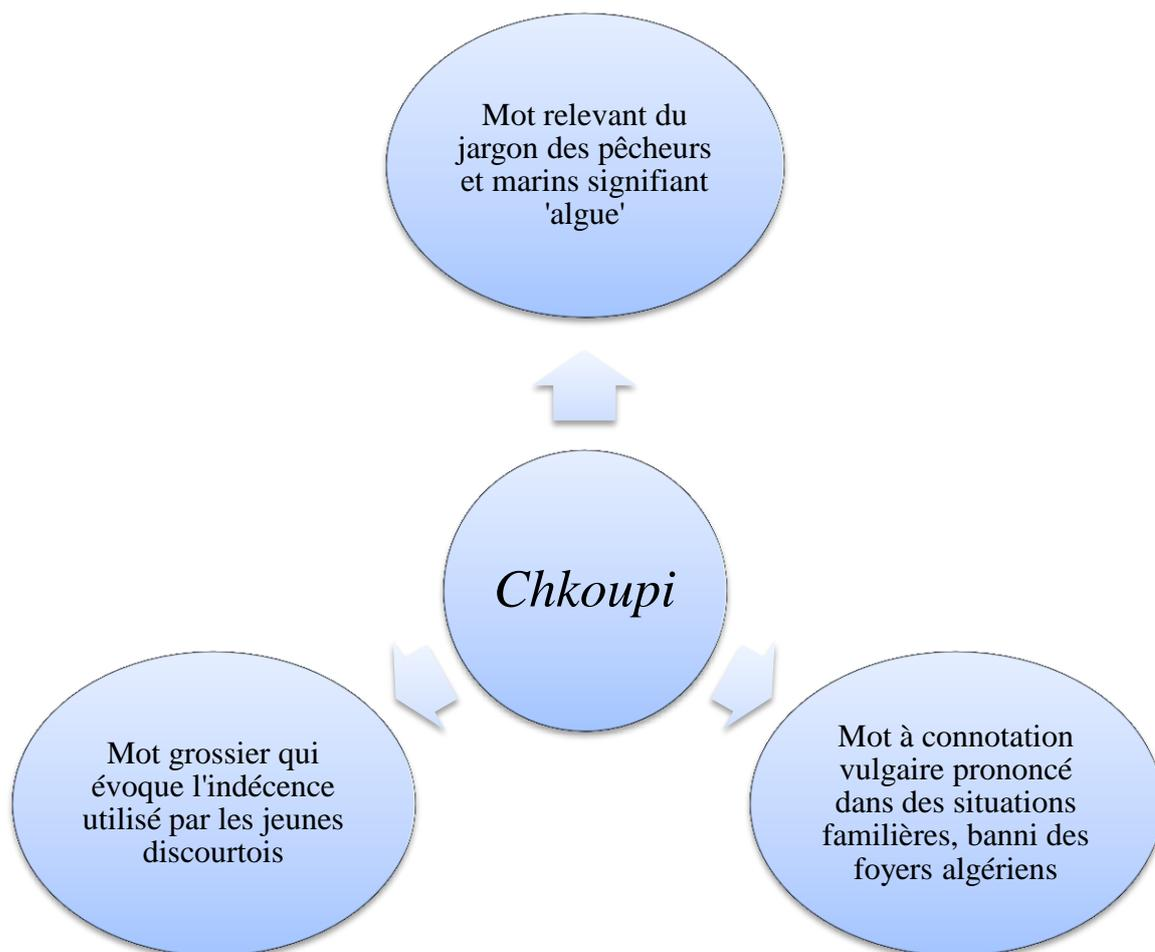 Mot relevant du
jargon des pêcheurs
et marins signifiant
'algue'
Chkoupi
Mot grossier qui
évoque l'indécence
utilisé par les jeunes
discourtois
Mot à connotation
vulgaire prononcé
dans des situations
familières, banni des
foyers algériens